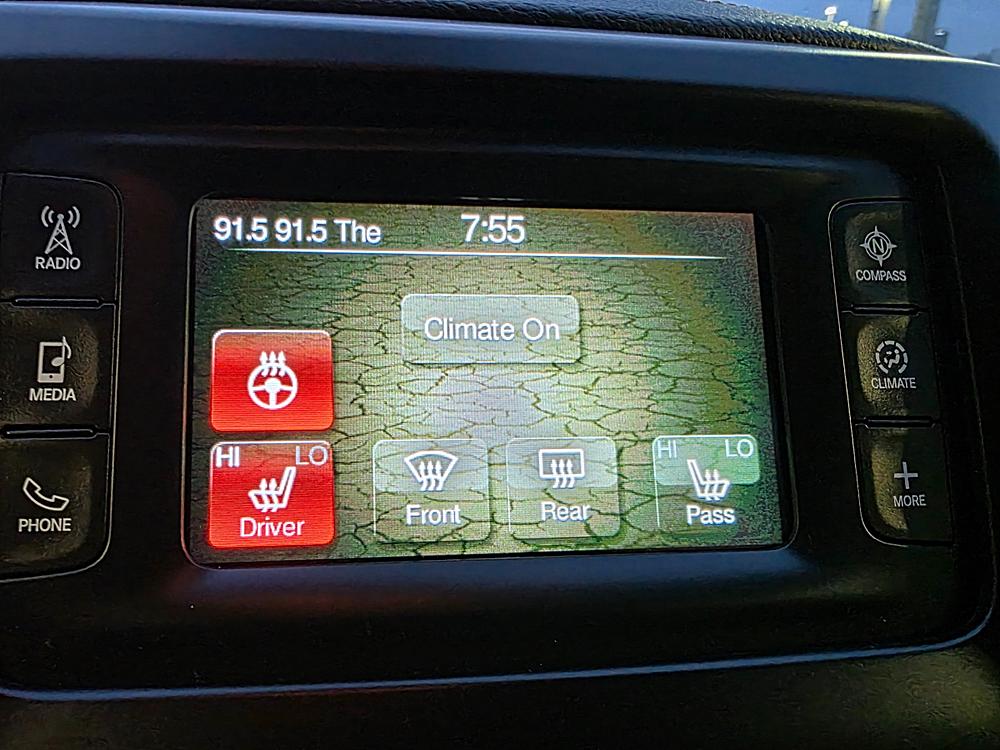 91.5 91.5 The 7:55
Climate On
HI LO
Driver
Front
Rear
HI LO
Pass
RADIO
MEDIA
PHONE
N
COMPASS
CLIMATE
MORE